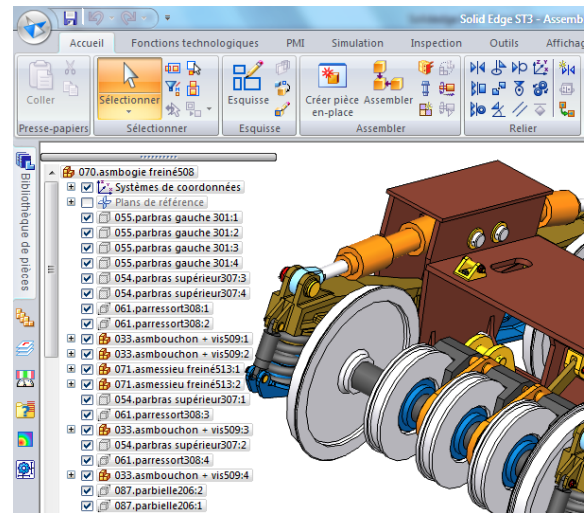 Solid Edge ST3 - Assemb
Accueil Fonctions technologiques PMI Simulation Inspection Outils Affichag
Coller
Sélectionner
Esquisse
Créer pièce en-place
Assembler
Presse-papiers Sélectionner Esquisse Assembler Relier
Bibliothèque de pièces
070.asmbogie freiné508
Systèmes de coordonnées
Plans de référence
055.parbras gauche 301:1
055.parbras gauche 301:2
055.parbras gauche 301:3
055.parbras gauche 301:4
054.parbras supérieur307:3
054.parbras supérieur307:4
061.parressort308:1
061.parressort308:2
033.asmbouchon + vis509:1
033.asmbouchon + vis509:2
071.asmessieu freiné513:1
071.asmessieu freiné513:2
054.parbras supérieur307:1
061.parressort308:3
033.asmbouchon + vis509:3
054.parbras supérieur307:2
061.parressort308:4
033.asmbouchon + vis509:4
087.parbielle206:2
087.parbielle206:1